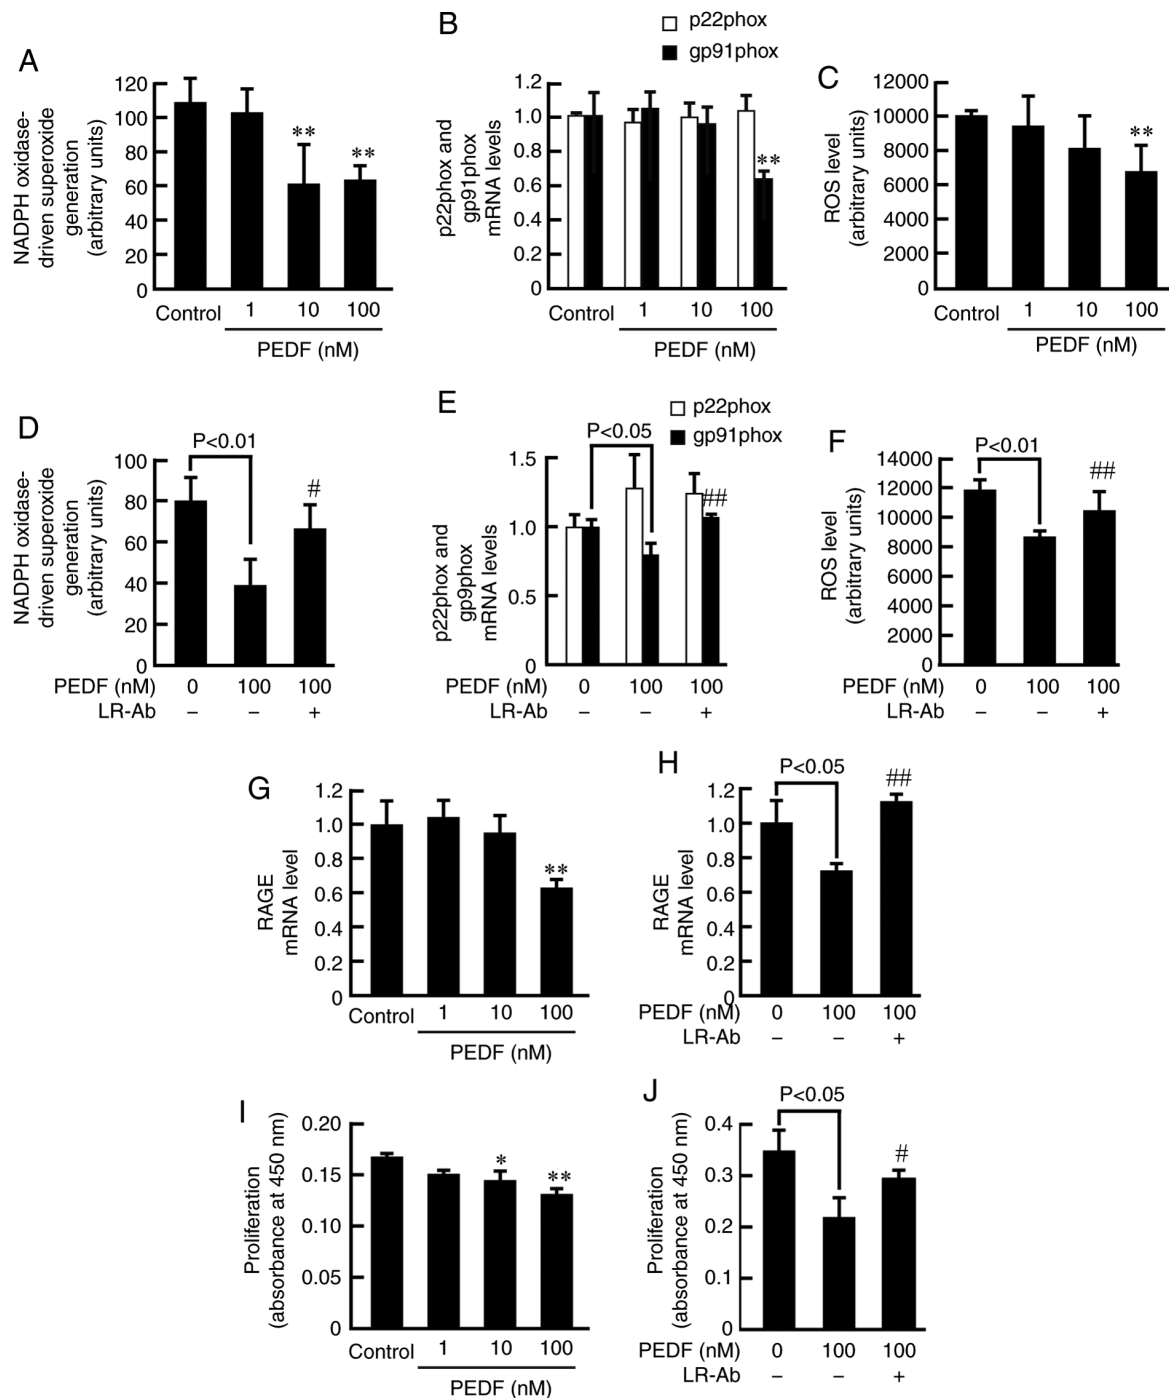 A
NADPH oxidase-
driven superoxide
generation
(arbitrary units)
120
100
80
60
40
20
0
**
**
Control
1
10
100
PEDF (nM)
B
p22phox
gp91phox
p22phox and
gp91phox
mRNA levels
1.2
1.0
0.8
0.6
0.4
0.2
0
**
Control
1
10
100
PEDF (nM)
C
ROS level
(arbitrary units)
12000
10000
8000
6000
4000
2000
0
**
Control
1
10
100
PEDF (nM)
D
NADPH oxidase-
driven superoxide
generation
(arbitrary units)
100
80
60
40
20
0
P<0.01
#
PEDF (nM) 0 100 100
LR-Ab – – +
E
p22phox
gp91phox
p22phox and
gp9phox
mRNA levels
1.5
1.0
0.5
0
P<0.05
##
PEDF (nM) 0 100 100
LR-Ab – – +
F
ROS level
(arbitrary units)
14000
12000
10000
8000
6000
4000
2000
0
P<0.01
##
PEDF (nM) 0 100 100
LR-Ab – – +
G
RAGE
mRNA level
1.2
1.0
0.8
0.6
0.4
0.2
0
**
Control
1
10
100
PEDF (nM)
H
RAGE
mRNA level
1.2
1.0
0.8
0.6
0.4
0.2
0
P<0.05
##
PEDF (nM) 0 100 100
LR-Ab – – +
I
Proliferation
(absorbance at 450 nm)
0.20
0.15
0.10
0.05
0
*
**
Control
1
10
100
PEDF (nM)
J
Proliferation
(absorbance at 450 nm)
0.4
0.3
0.2
0.1
0
P<0.05
#
PEDF (nM) 0 100 100
LR-Ab – – +